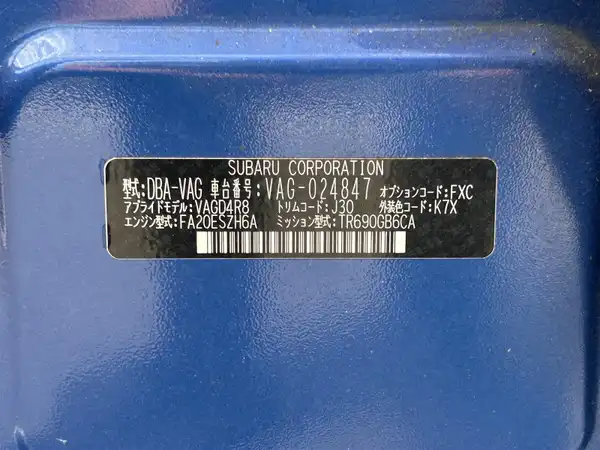 SUBARU CORPORATION
型式:DBA-VAG 車台番号:VAG-024847 オプションコード:FXC
アプライドモデル:VAGD4R8 トリムコード:J30 外装色コード:K7X
エンジン型式:FA20ESZH6A ミッション型式:TR690GB6CA